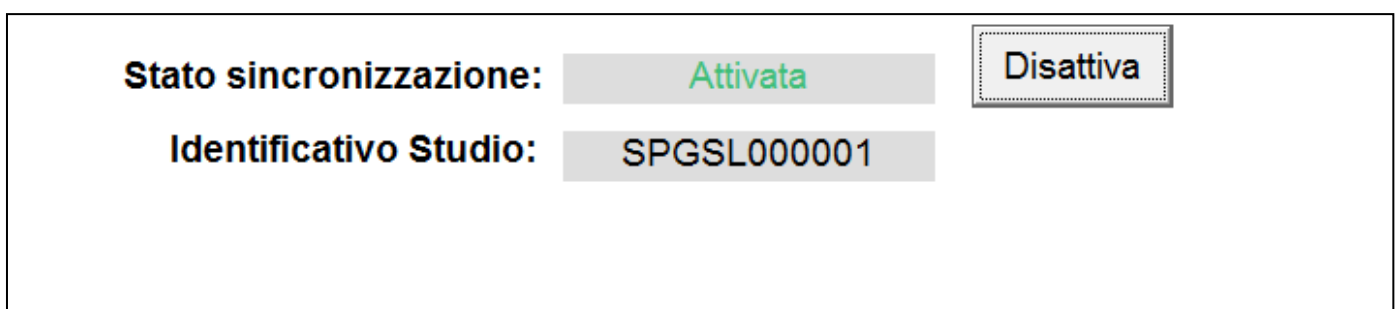 Stato sincronizzazione: Attivata Disattiva
Identificativo Studio: SPGSL000001